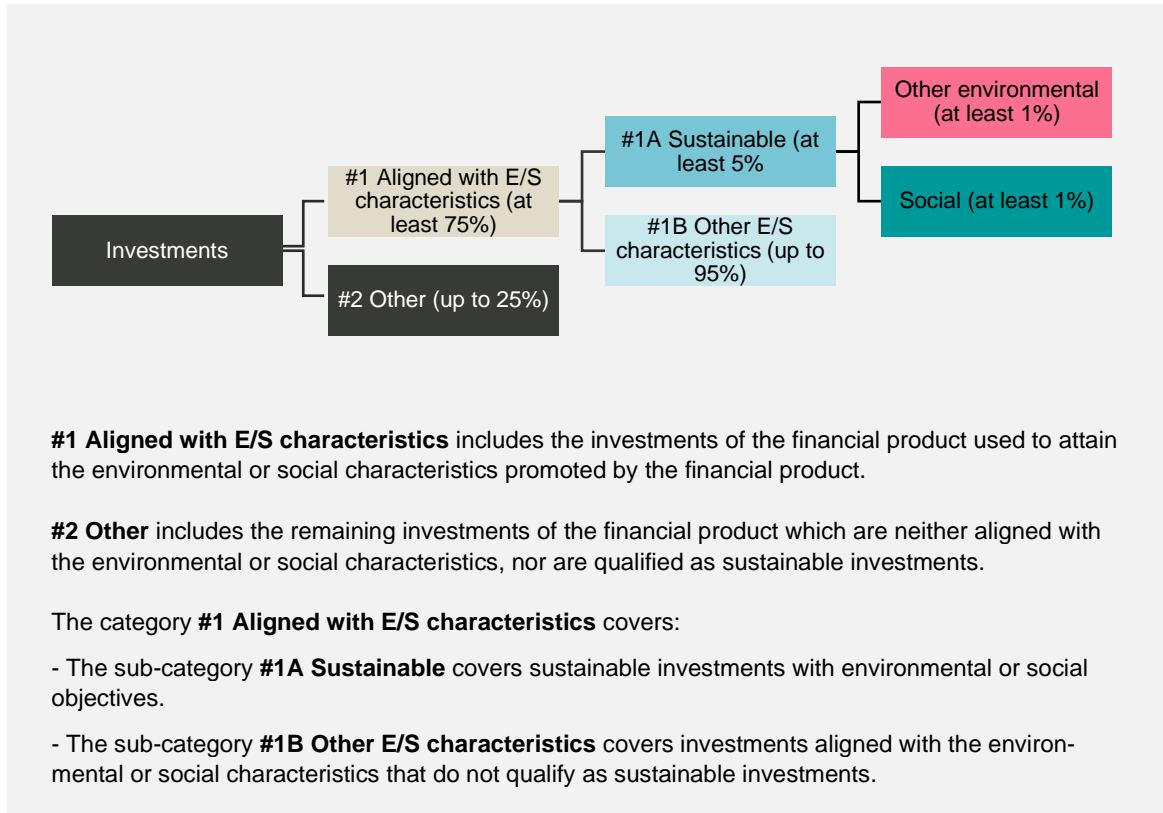 Investments
#1 Aligned with E/S
characteristics (at
least 75%)
#2 Other (up to 25%)
#1A Sustainable (at
least 5%
#1B Other E/S
characteristics (up to
95%)
Other environmental
(at least 1%)
Social (at least 1%)
#1 Aligned with E/S characteristics includes the investments of the financial product used to attain
the environmental or social characteristics promoted by the financial product.
#2 Other includes the remaining investments of the financial product which are neither aligned with
the environmental or social characteristics, nor are qualified as sustainable investments.
The category #1 Aligned with E/S characteristics covers:
- The sub-category #1A Sustainable covers sustainable investments with environmental or social
objectives.
- The sub-category #1B Other E/S characteristics covers investments aligned with the environ-
mental or social characteristics that do not qualify as sustainable investments.